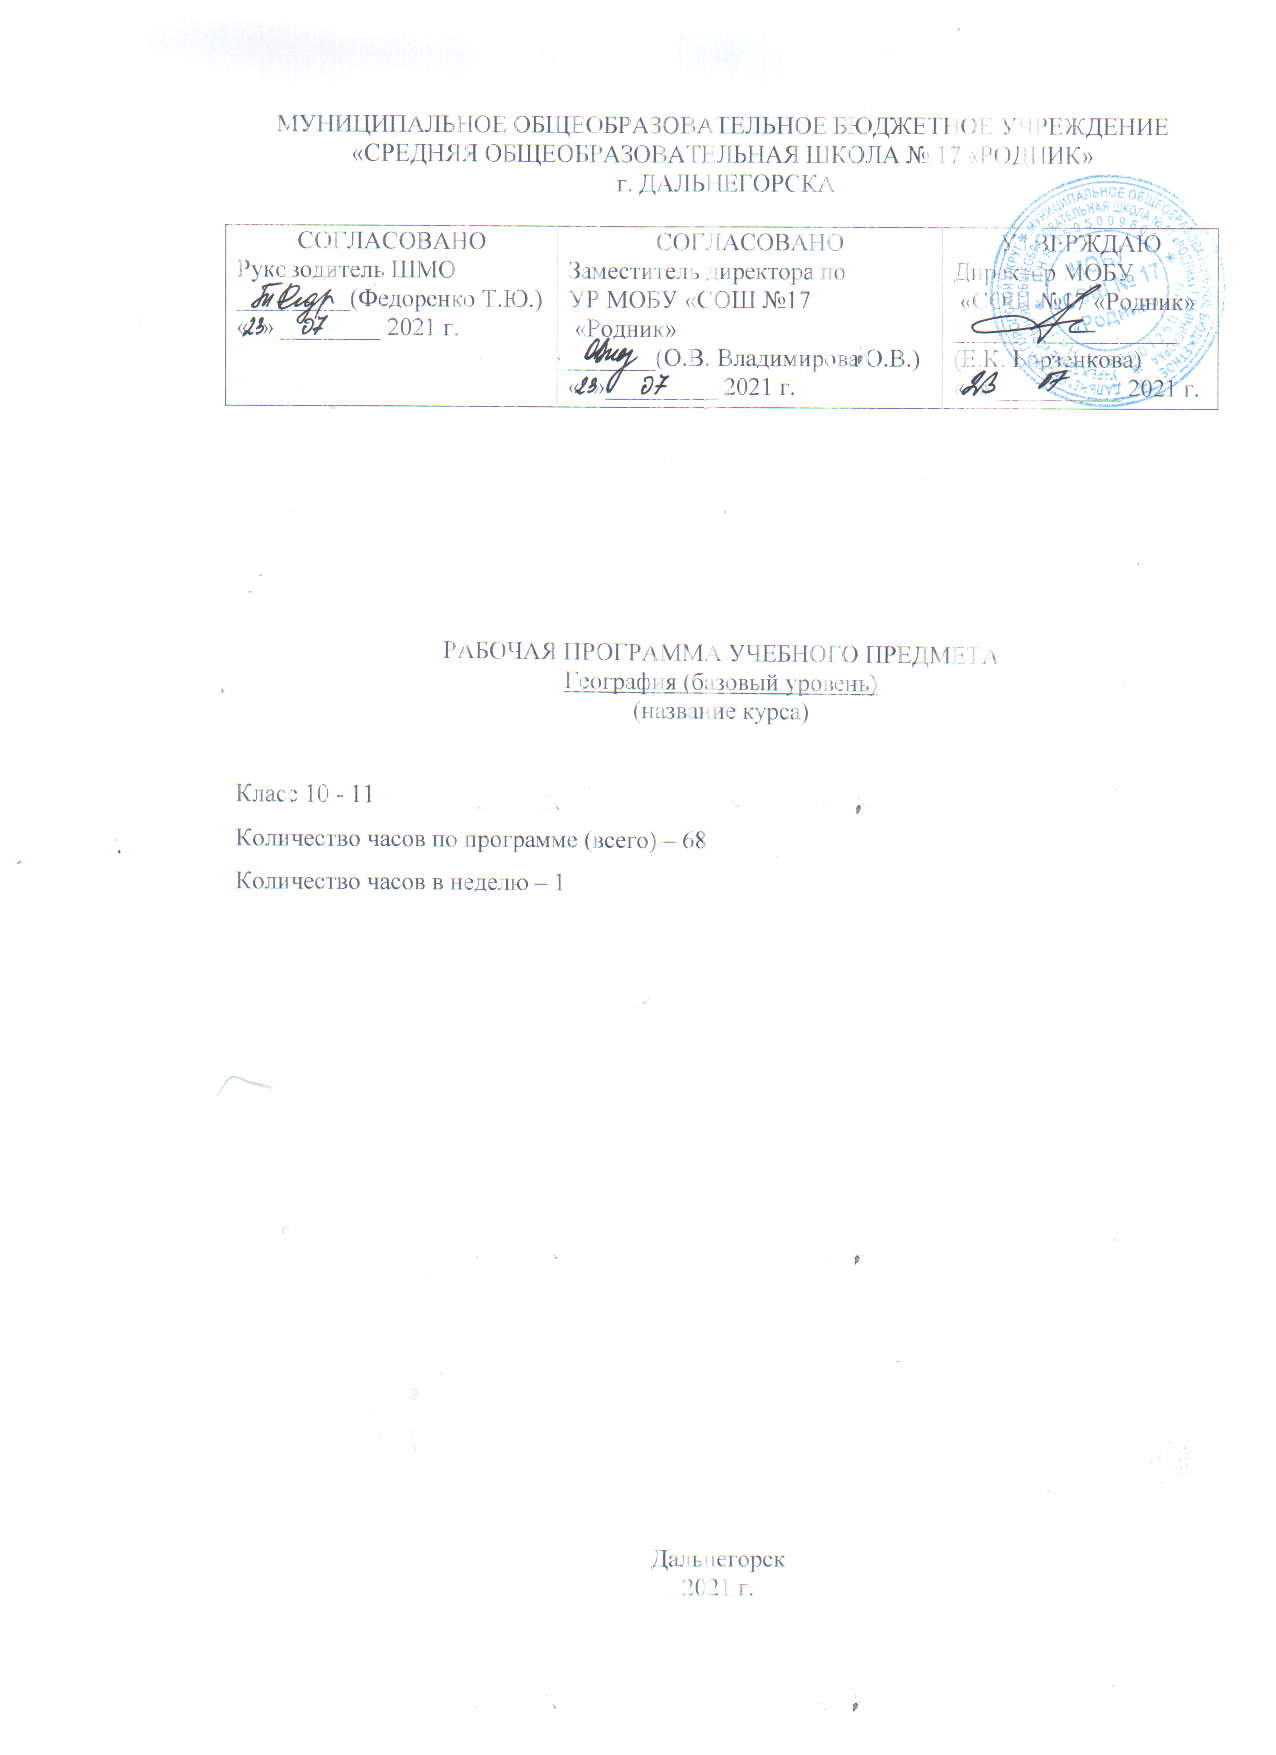 МУНИЦИПАЛЬНОЕ ОБЩЕОБРАЗОВАТЕЛЬНОЕ БЮДЖЕТНОЕ УЧРЕЖДЕНИЕ
«СРЕДНЯЯ ОБЩЕОБРАЗОВАТЕЛЬНАЯ ШКОЛА № 17 «РОДНИК»
г. ДАЛЬНЕГОРСКА
СОГЛАСОВАНО
Руководитель ШМО
(Федоренко Т.Ю.)
«23» 07 2021 г.
СОГЛАСОВАНО
Заместитель директора по
УР МОБУ «СОШ №17
«Родник»
(О.В. Владимирова О.В.)
«23» 07 2021 г.
УТВЕРЖДАЮ
Директор МОБУ
«СОШ №17 «Родник»
(Е.К. Борзенкова)
«23 07 2021 г.
РАБОЧАЯ ПРОГРАММА УЧЕБНОГО ПРЕДМЕТА
География (базовый уровень)
(название курса)
Класс 10 - 11
Количество часов по программе (всего) – 68
Количество часов в неделю – 1
Дальнегорск
2021 г.